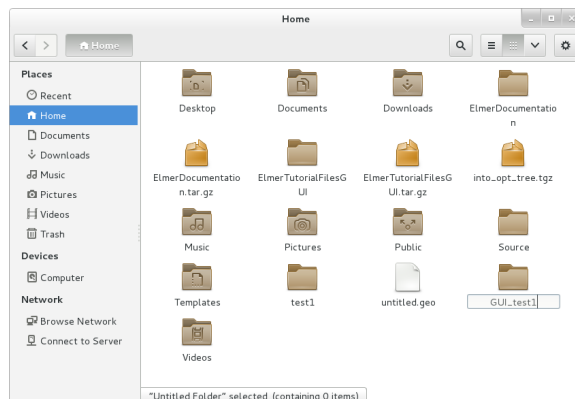 Home
Home
Places
Recent
Home
Documents
Downloads
Music
Pictures
Videos
Trash
Devices
Computer
Network
Browse Network
Connect to Server
Desktop
Documents
Downloads
ElmerDocumentatio
n
ElmerDocumentatio
n.tar.gz
ElmerTutorialFilesG
UI
ElmerTutorialFilesG
UI.tar.gz
into_opt_tree.tgz
Music
Pictures
Public
Source
Templates
test1
untitled.geo
GUI_test1
Videos
"Untitled Folder" selected (containing 0 items)